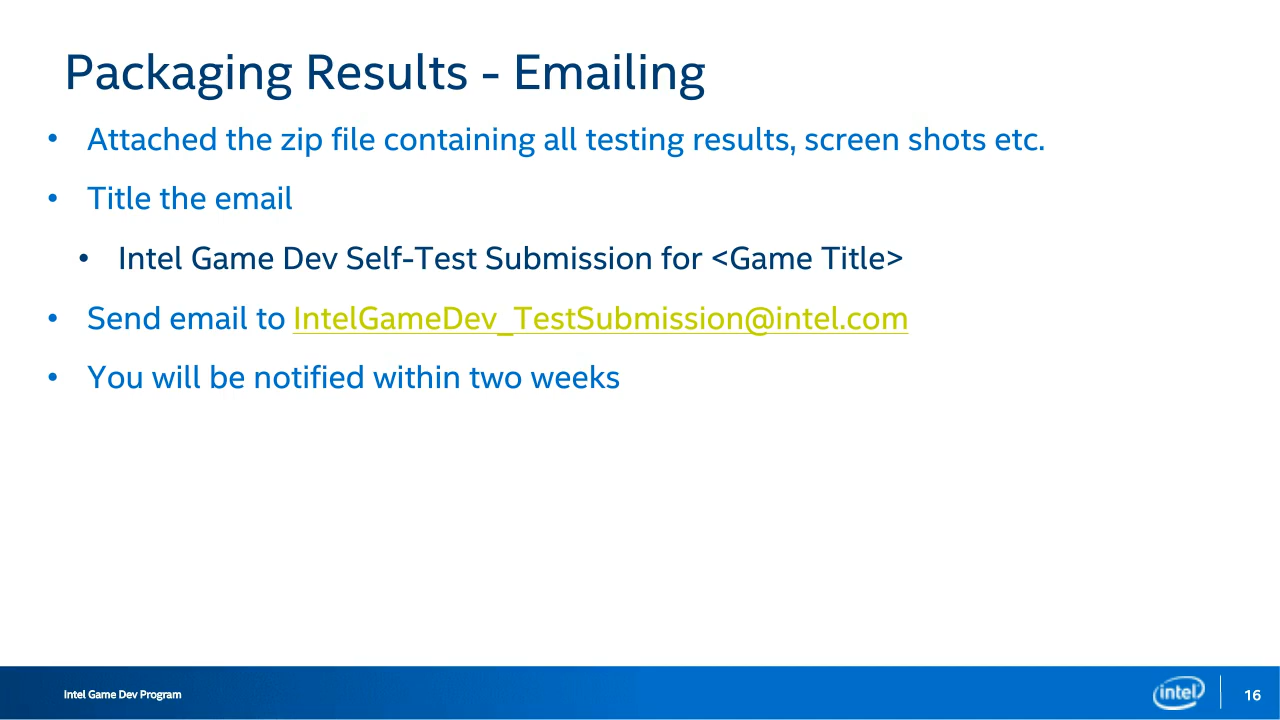 Packaging Results - Emailing
• Attached the zip file containing all testing results, screen shots etc.
• Title the email
• Intel Game Dev Self-Test Submission for <Game Title>
• Send email to IntelGameDev_TestSubmission@intel.com
• You will be notified within two weeks
Intel Game Dev Program
intel
16